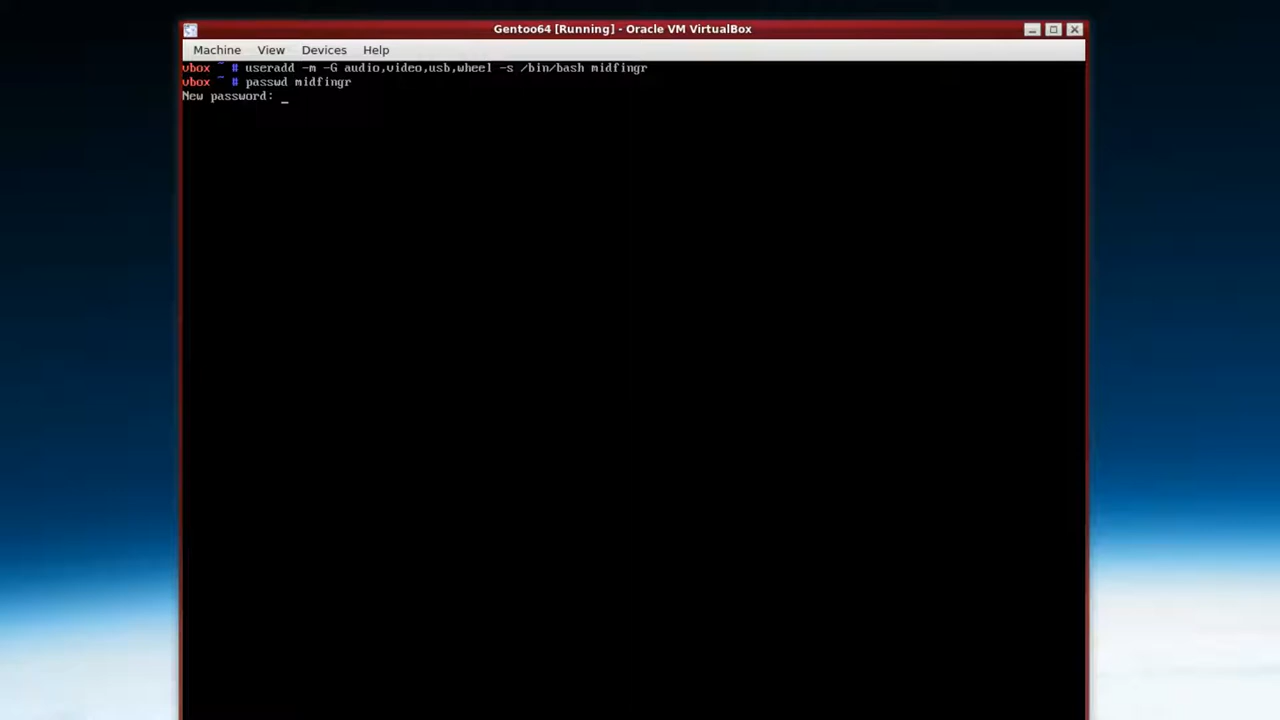 Gentoo64 [Running] - Oracle VM VirtualBox
Machine View Devices Help
vbox ~ # useradd -m -G audio,video,usb,wheel -s /bin/bash midfingr
vbox ~ # passwd midfingr
New password: _